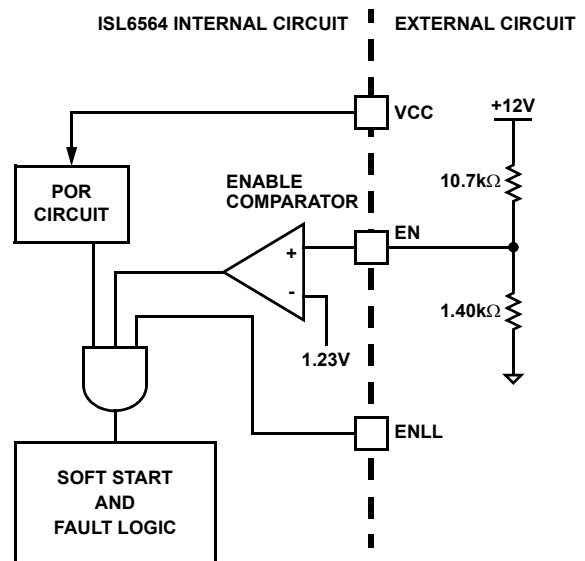 ISL6564 INTERNAL CIRCUIT
EXTERNAL CIRCUIT
VCC
+12V
POR
CIRCUIT
ENABLE
COMPARATOR
10.7kΩ
EN
+
-
1.40kΩ
1.23V
ENLL
SOFT START
AND
FAULT LOGIC